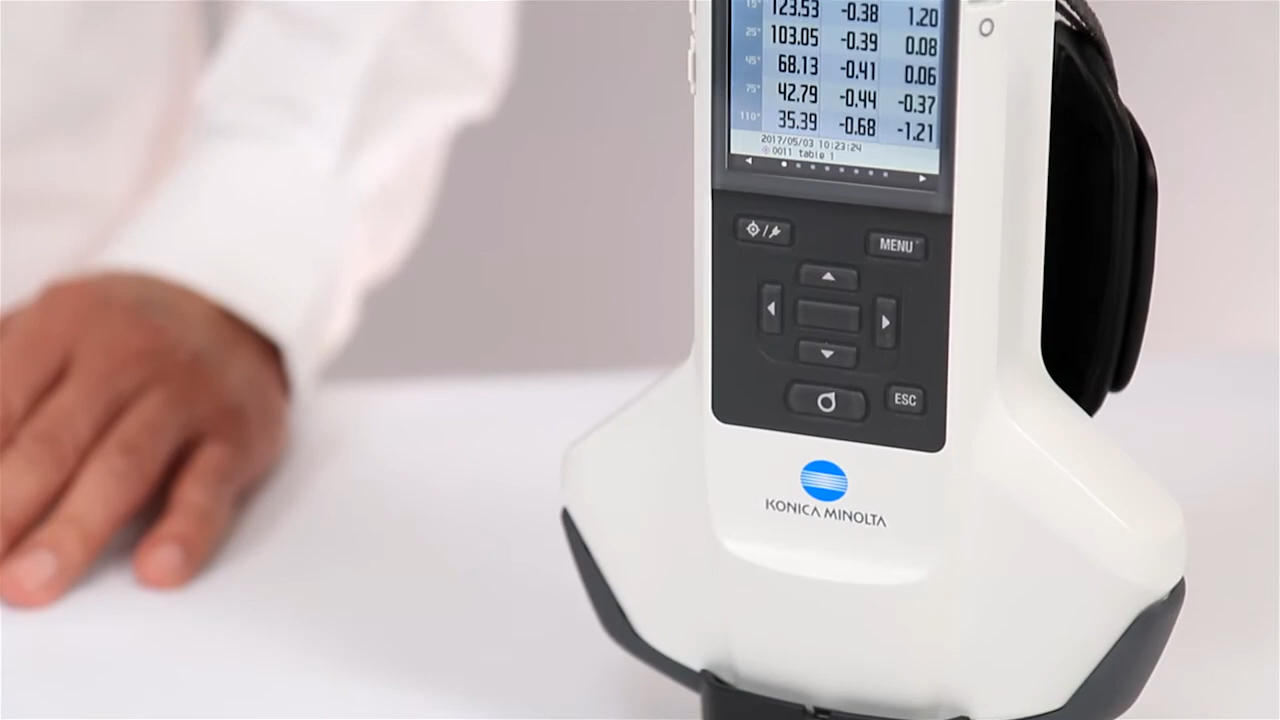 15° 123.53 -0.38 1.20
25° 103.05 -0.39 0.08
45° 68.13 -0.41 0.06
75° 42.79 -0.44 -0.37
110° 35.39 -0.68 -1.21
2017/05/03 10:23:24
0011 table 1
MENU
ESC
KONICA MINOLTA